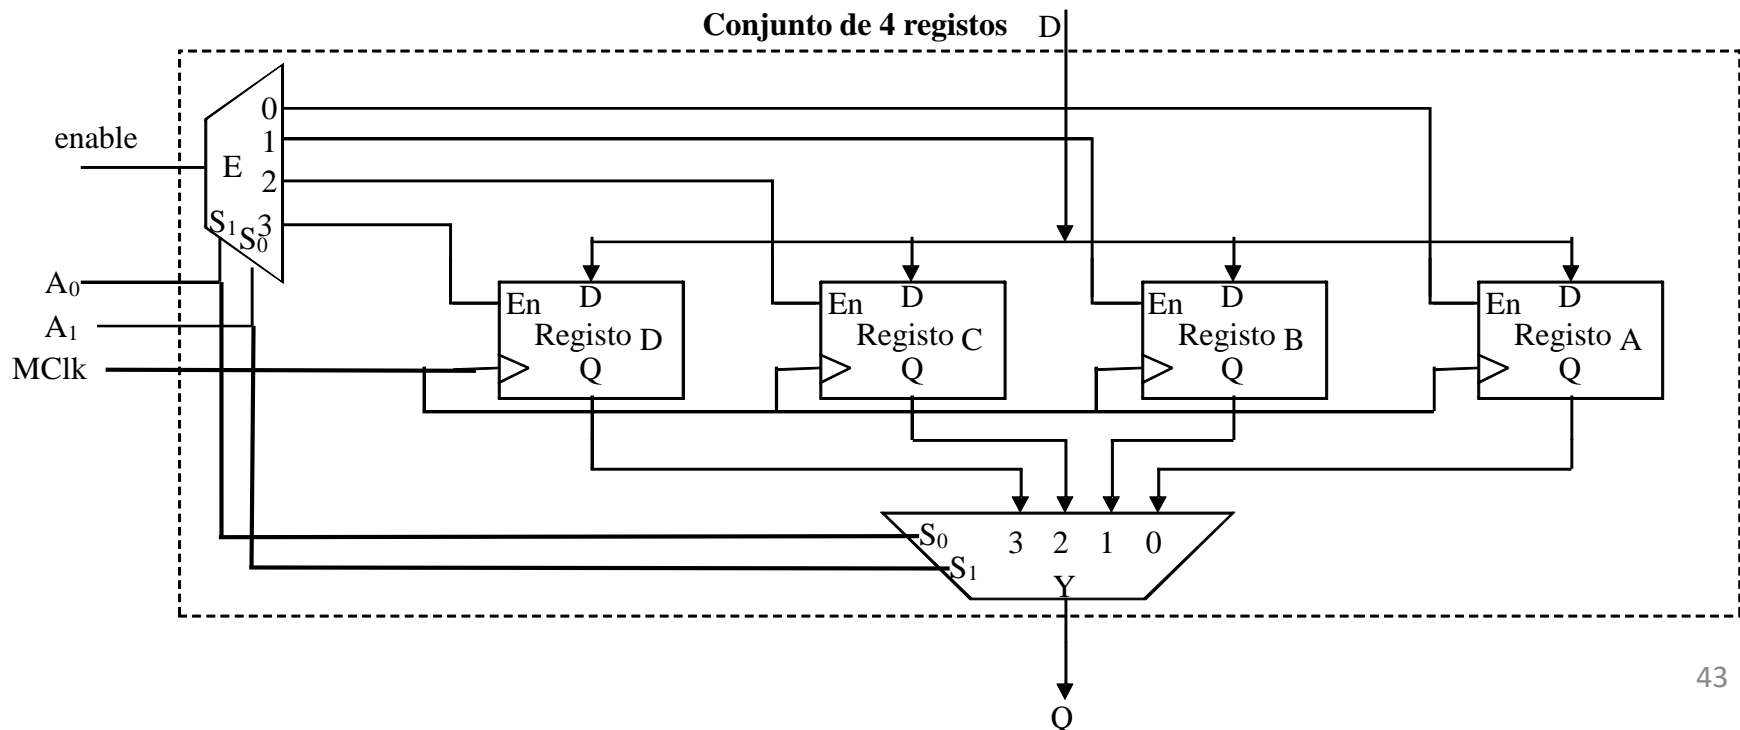 Conjunto de 4 registos D
0
enable
1
E
2
S1 S0 3
A0
A1
MClk
En D
Registo D
Q
En D
Registo C
Q
En D
Registo B
Q
En D
Registo A
Q
S0 3 2 1 0
S1
Y
Q
43